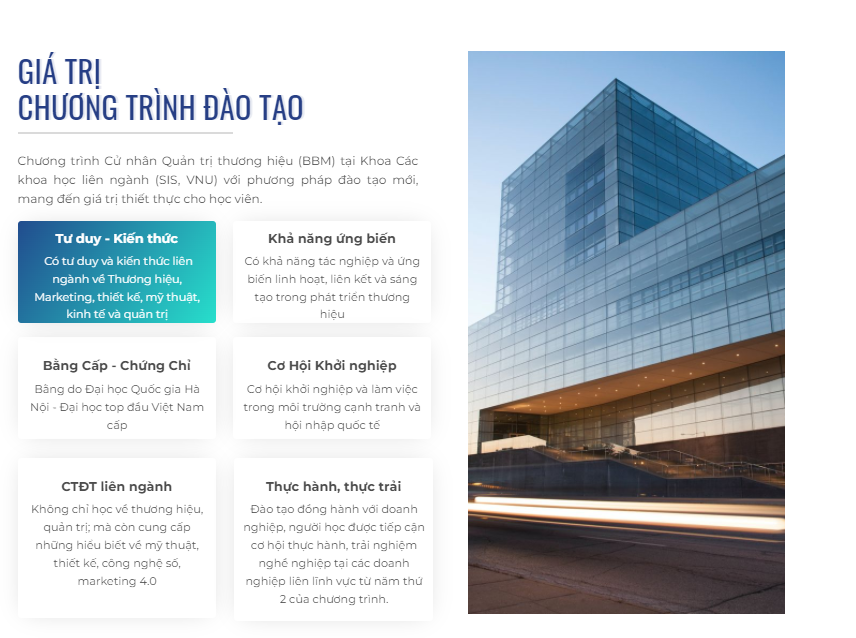 GIÁ TRỊ
CHƯƠNG TRÌNH ĐÀO TẠO
Chương trình Cử nhân Quản trị thương hiệu (BBM) tại Khoa Các
khoa học liên ngành (SIS, VNU) với phương pháp đào tạo mới,
mang đến giá trị thiết thực cho học viên.
Tư duy - Kiến thức
Có tư duy và kiến thức liên
ngành về Thương hiệu,
Marketing, thiết kế, mỹ thuật,
kinh tế và quản trị
Khả năng ứng biến
Có khả năng tác nghiệp và ứng
biến linh hoạt, liên kết và sáng
tạo trong phát triển thương
hiệu
Bằng Cấp - Chứng Chỉ
Bằng do Đại học Quốc gia Hà
Nội - Đại học top đầu Việt Nam
cấp
Cơ Hội Khởi nghiệp
Cơ hội khởi nghiệp và làm việc
trong môi trường cạnh tranh và
hội nhập quốc tế
CTĐT liên ngành
Không chỉ học về thương hiệu,
quản trị; mà còn cung cấp
những hiểu biết về mỹ thuật,
thiết kế, công nghệ số,
marketing 4.0
Thực hành, thực trải
Đào tạo đồng hành với doanh
nghiệp, người học được tiếp cận
cơ hội thực hành, trải nghiệm
nghề nghiệp tại các doanh
nghiệp liên lĩnh vực từ năm thứ
2 của chương trình.